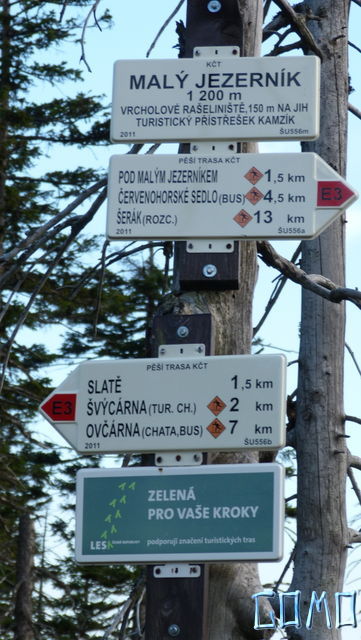 KČT
MALÝ JEZERNÍK
1 200 m
VRCHOLOVÉ RAŠELINIŠTĚ, 150 m NA JIH
TURISTICKÝ PŘÍSTŘEŠEK KAMZÍK
2011 ŠU556m
PĚŠÍ TRASA KČT
POD MALÝM JEZERNÍKEM 1,5 km
ČERVENOHORSKÉ SEDLO (BUS) 4,5 km
E3
ŠERÁK (ROZC.) 13 km
2011 ŠU556a
PĚŠÍ TRASA KČT
SLATĚ 1,5 km
E3
ŠVÝCÁRNA (TUR. CH.) 2 km
OVČÁRNA (CHATA, BUS) 7 km
2011 ŠU556b
ZELENÁ
PRO VAŠE KROKY
LESY ČESKÉ REPUBLIKY podporují značení turistických tras
COMO